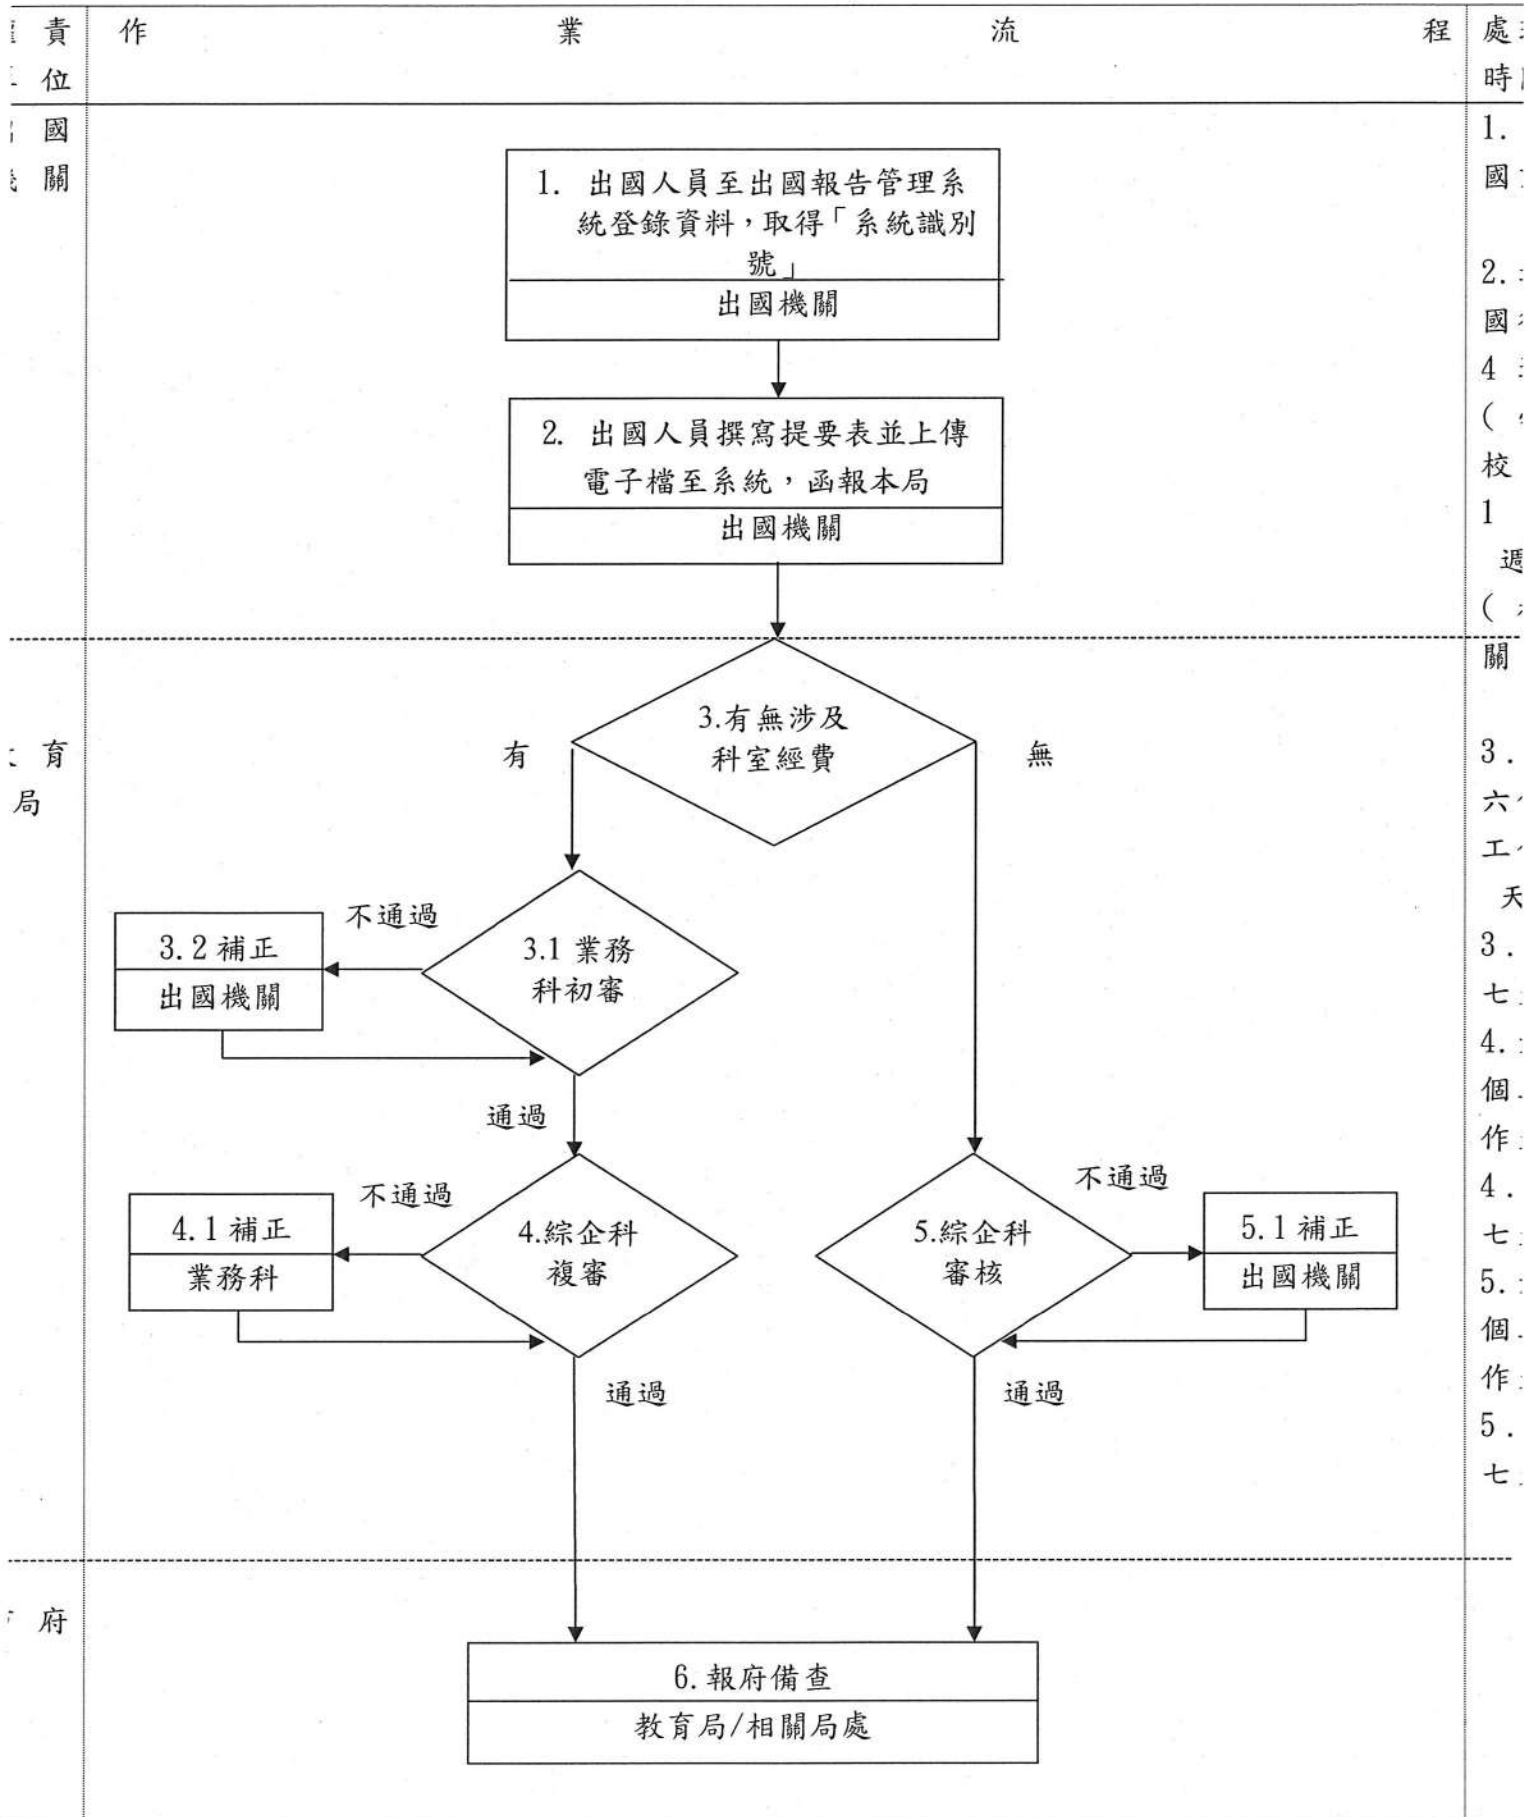 責 作 業 流 程 處
位 時
國
關
1. 出國人員至出國報告管理系
統登錄資料，取得「系統識別
號」
出國機關
2. 出國人員撰寫提要表並上傳
電子檔至系統，函報本局
出國機關
1.
國
2.
國
4
(
校
1
週
(
關
育
局
3.有無涉及
科室經費
有
無
3.1 業務
科初審
不通過
3.2 補正
出國機關
通過
4.綜企科
複審
不通過
4.1 補正
業務科
通過
5.綜企科
審核
不通過
5.1 補正
出國機關
通過
3.
六
工
天
3.
七
4.
個
作
4.
七
5.
個
作
5.
七
府
6.報府備查
教育局/相關局處